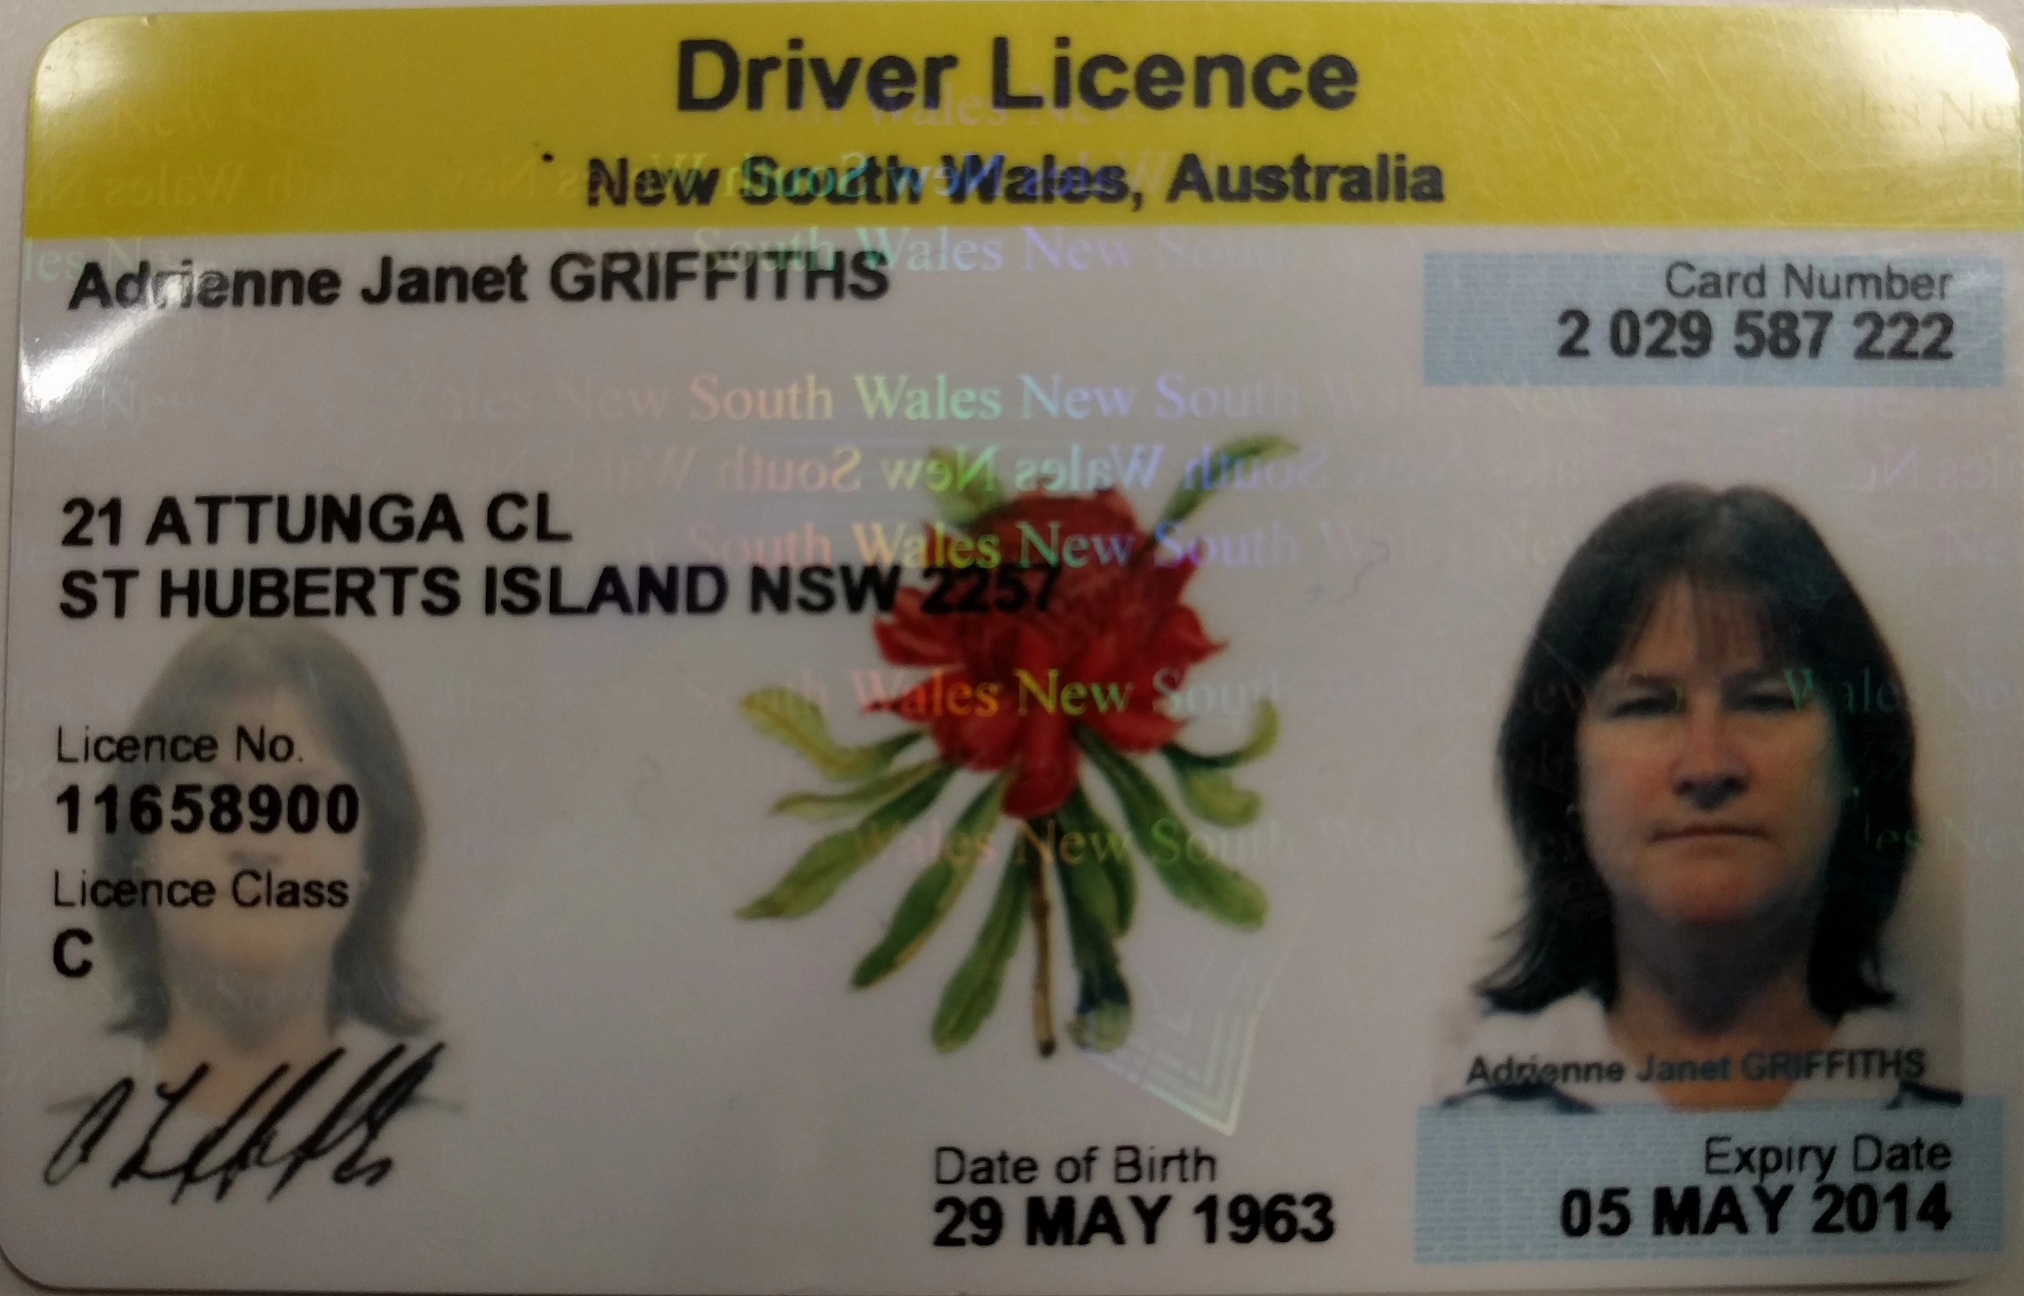 Driver Licence
New South Wales, Australia
Adrienne Janet GRIFFITHS
Card Number
2 029 587 222
New South Wales New South
21 ATTUNGA CL
ST HUBERTS ISLAND NSW 2257
Licence No.
11658900
Licence Class
C
Adrienne Janet GRIFFITHS
Date of Birth
29 MAY 1963
Expiry Date
05 MAY 2014